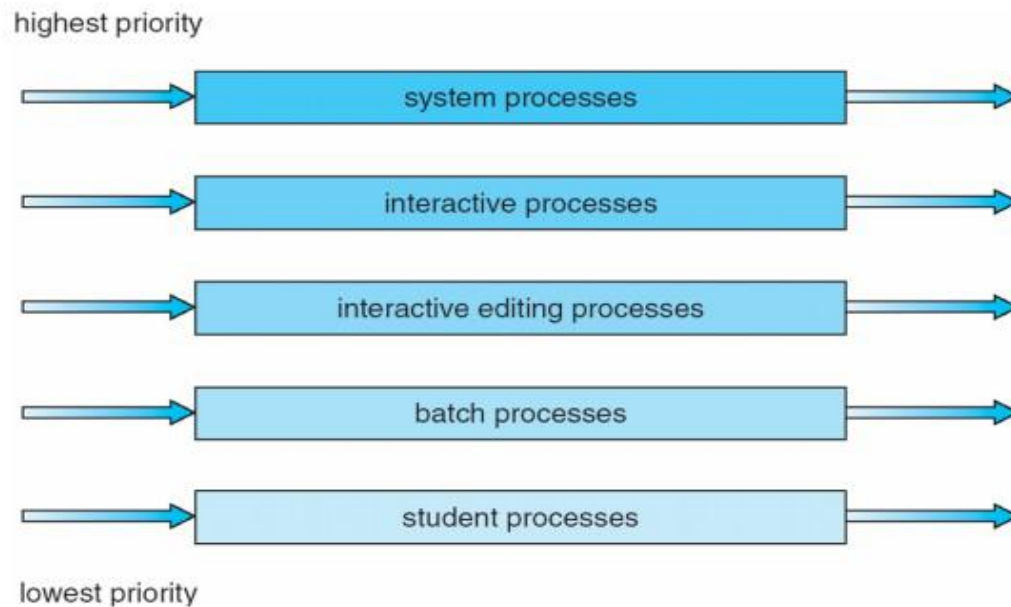 highest priority
system processes
interactive processes
interactive editing processes
batch processes
student processes
lowest priority